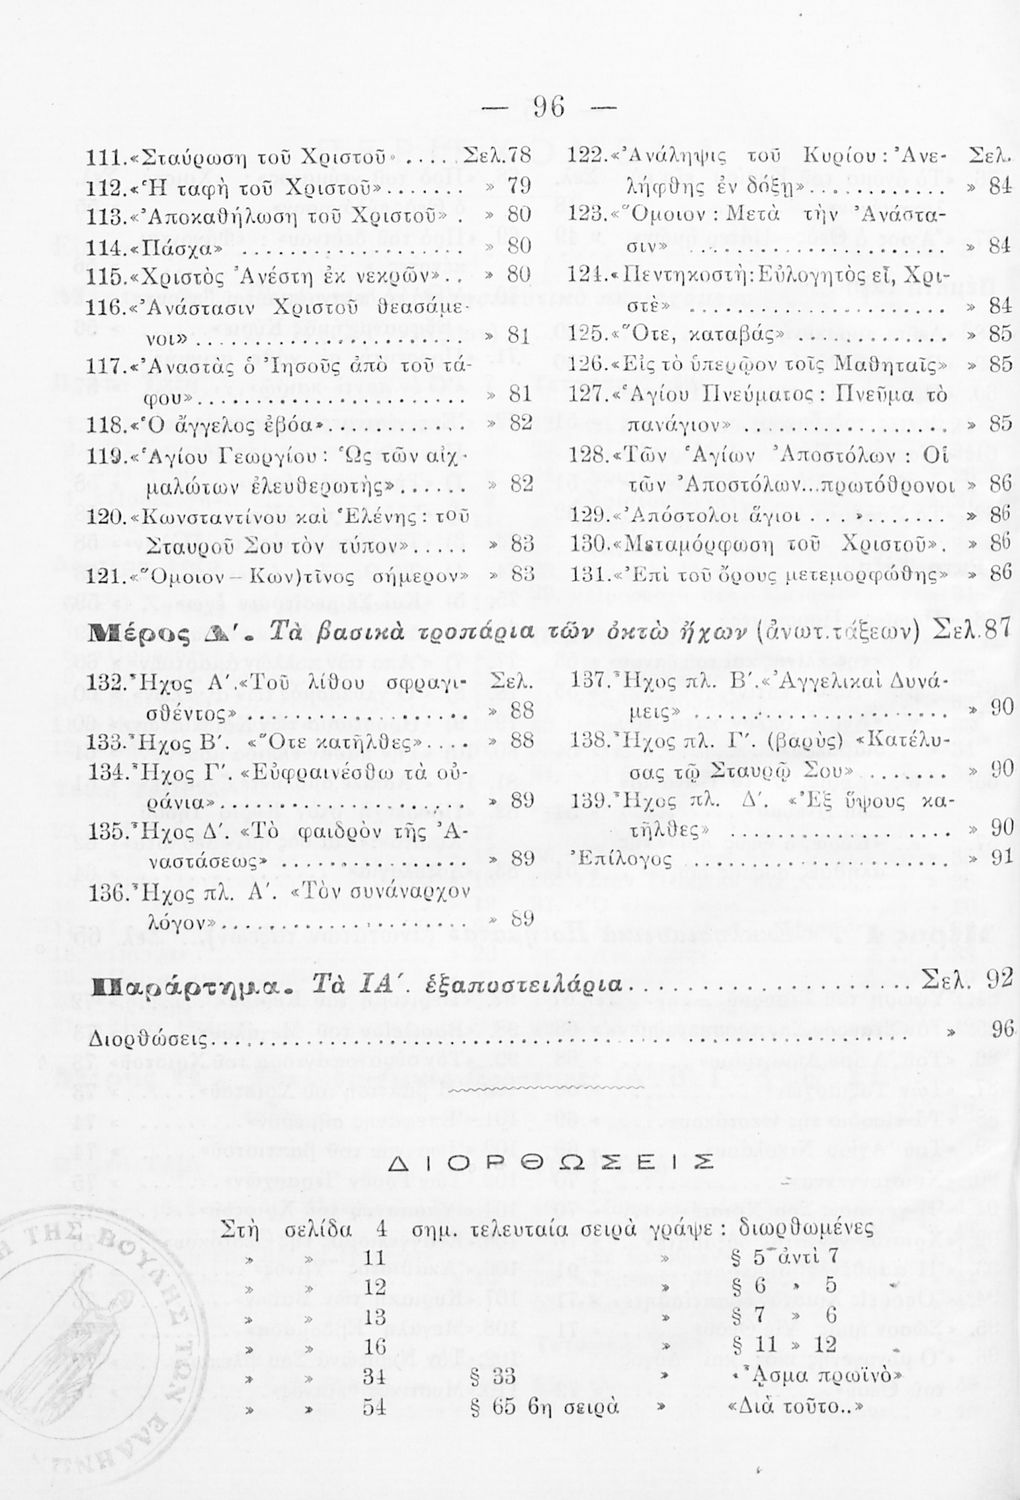 — 96 —
111.«Σταύρωση τοῦ Χριστοῦ» ..... Σελ.78
112.«Ἡ ταφὴ τοῦ Χριστοῦ»....... » 79
113.«Ἀποκαθήλωση τοῦ Χριστοῦ» . » 80
114.«Πάσχα» .................. » 80
115.«Χριστὸς Ἀνέστη ἐκ νεκρῶν».. » 80
116.«Ἀνάστασιν Χριστοῦ θεασάμε-
νοι» ...................... » 81
117.«Ἀναστὰς ὁ Ἰησοῦς ἀπὸ τοῦ τά-
φου»...................... » 81
118.«Ὁ ἄγγελος ἐβόα»........... » 82
119.«Ἁγίου Γεωργίου : Ὡς τῶν αἰχ-
μαλώτων ἐλευθερωτὴς»...... » 82
120.«Κωνσταντίνου καὶ Ἑλένης : τοῦ
Σταυροῦ Σου τὸν τύπον»..... » 83
121.«Ὅμοιον – Κων)τῖνος σήμερον» » 83
122.«Ἀνάληψις τοῦ Κυρίου : Ἀνε- Σελ.
λήφθης ἐν δόξῃ»............ » 84
123.«Ὅμοιον : Μετὰ τὴν Ἀνάστα-
σιν» ..................... » 84
124.«Πεντηκοστὴ:Εὐλογητὸς εἶ, Χρι-
στὲ» ..................... » 84
125.«Ὅτε, καταβάς» ............ » 85
126.«Εἰς τὸ ὑπερῷον τοῖς Μαθηταῖς» » 85
127.«Ἁγίου Πνεύματος : Πνεῦμα τὸ
πανάγιον» ................. » 85
128.«Τῶν Ἁγίων Ἀποστόλων : Οἱ
τῶν Ἀποστόλων...πρωτόθρονοι » 86
129.«Ἀπόστολοι ἅγιοι ........... » 86
130.«Μεταμόρφωση τοῦ Χριστοῦ». » 86
131.«Ἐπὶ τοῦ ὄρους μετεμορφώθης» » 86
Μέρος Δ'. Τὰ βασικὰ τροπάρια τῶν ὀκτὼ ἤχων (ἀνωτ.τάξεων) Σελ.87
132.Ἦχος Α'.«Τοῦ λίθου σφραγι- Σελ.
σθέντος» .................. » 88
133.Ἦχος Β'. «Ὅτε κατῆλθες».... » 88
134.Ἦχος Γ'. «Εὐφραινέσθω τὰ οὐ-
ράνια».................... » 89
135.Ἦχος Δ'. «Τὸ φαιδρὸν τῆς Ἀ-
ναστάσεως» ............... » 89
136.Ἦχος πλ. Α'. «Τὸν συνάναρχον
λόγον».................... » 89
137.Ἦχος πλ. Β'.«Ἀγγελικαὶ Δυνά-
μεις» .................... » 90
138.Ἦχος πλ. Γ'. (βαρὺς) «Κατέλυ-
σας τῷ Σταυρῷ Σου» ....... » 90
139.Ἦχος πλ. Δ'. «Ἐξ ὕψους κα-
τῆλθες» .................. » 90
Ἐπίλογος .................... » 91
Παράρτημα. Τὰ ΙΑ'. ἑξαποστειλάρια...................... Σελ. 92
Διορθώσεις.................................................. » 96
ΔΙΟΡΘΩΣΕΙΣ
Στὴ σελίδα 4 σημ. τελευταία σειρὰ γράψε : διωρθωμένες
» » 11 » § 5 ἀντὶ 7
» » 12 » § 6 » 5
» » 13 » § 7 » 6
» » 16 » § 11 » 12
» » 34 § 33 » «ᾎσμα πρωϊνὸ»
» » 54 § 65 6η σειρὰ » «Διὰ τοῦτο..»
ΤΗΣ ΒΟΥΛΗΣ ΤΩΝ ΕΛΛΗΝΩΝ